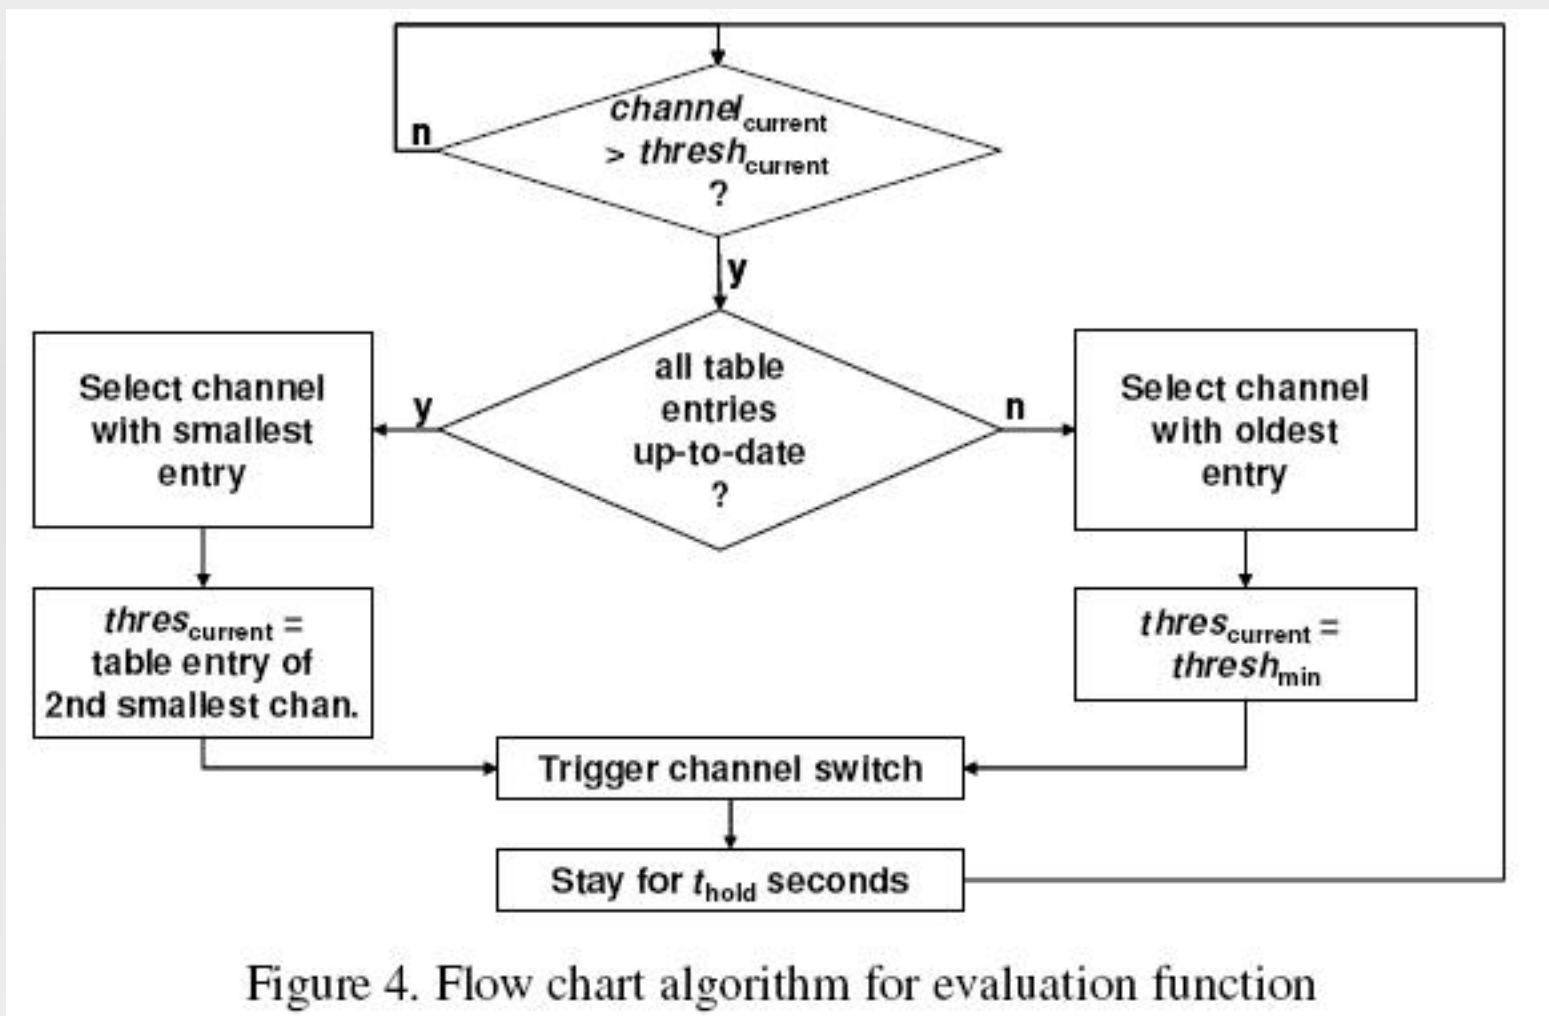 channelcurrent
n
> threshcurrent
?
y
all table
entries
up-to-date
?
y
n
Select channel
with smallest
entry
Select channel
with oldest
entry
threscurrent =
table entry of
2nd smallest chan.
threscurrent =
threshmin
Trigger channel switch
Stay for thold seconds
Figure 4. Flow chart algorithm for evaluation function